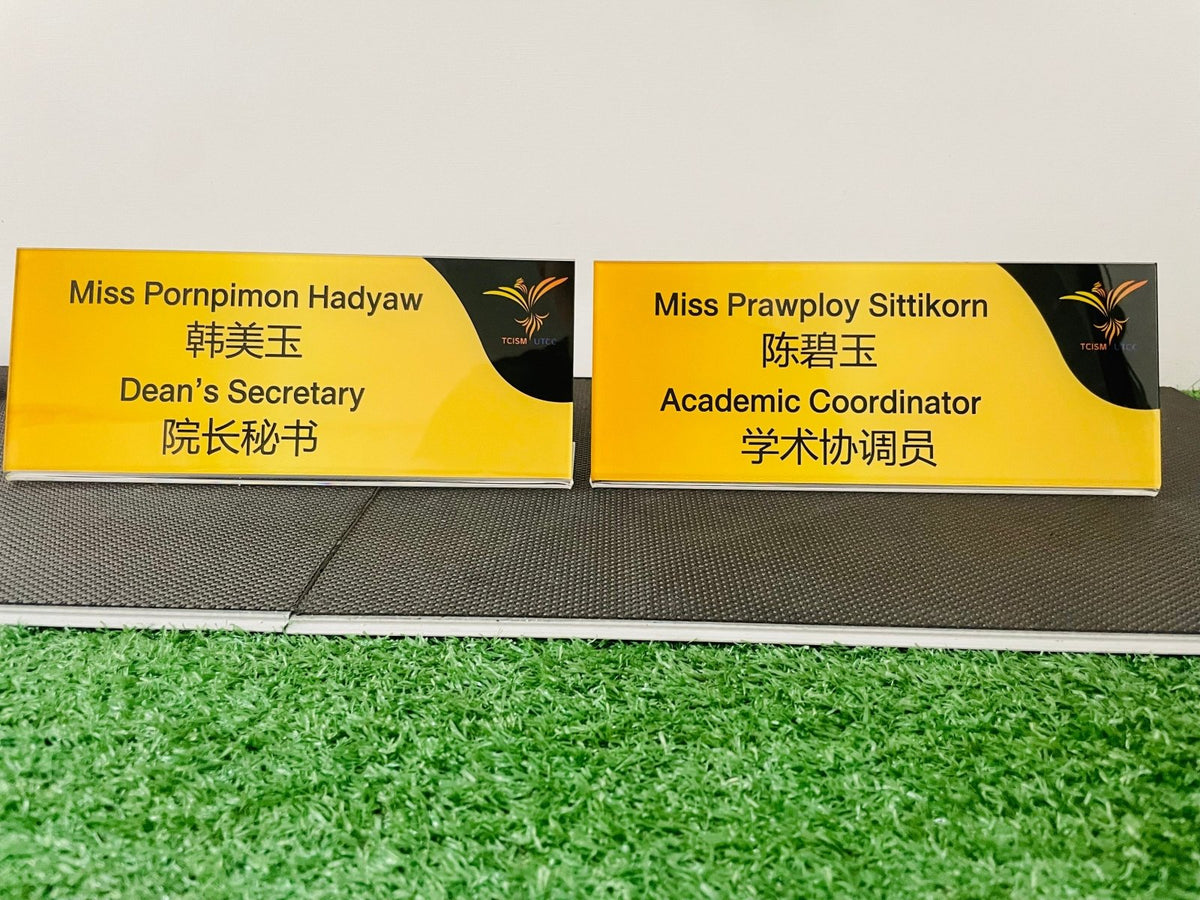 Miss Pornpimon Hadyaw
韩美玉
Dean's Secretary
院长秘书
TCISM UTCC
Miss Prawploy Sittikorn
陈碧玉
Academic Coordinator
学术协调员
TCISM UTCC